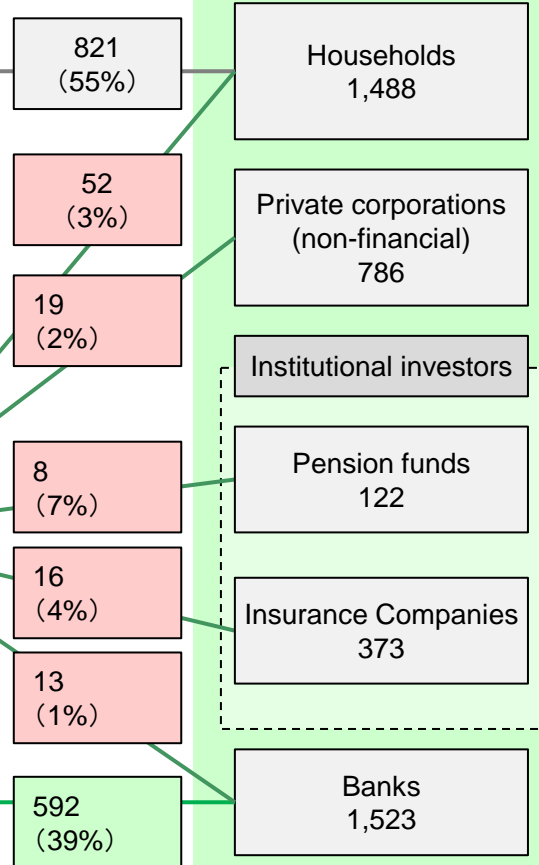 821
（55%）
Households
1,488
52
（3%）
Private corporations
(non-financial)
786
19
（2%）
Institutional investors
8
（7%）
Pension funds
122
16
（4%）
Insurance Companies
373
13
（1%）
Banks
1,523
592
（39%）